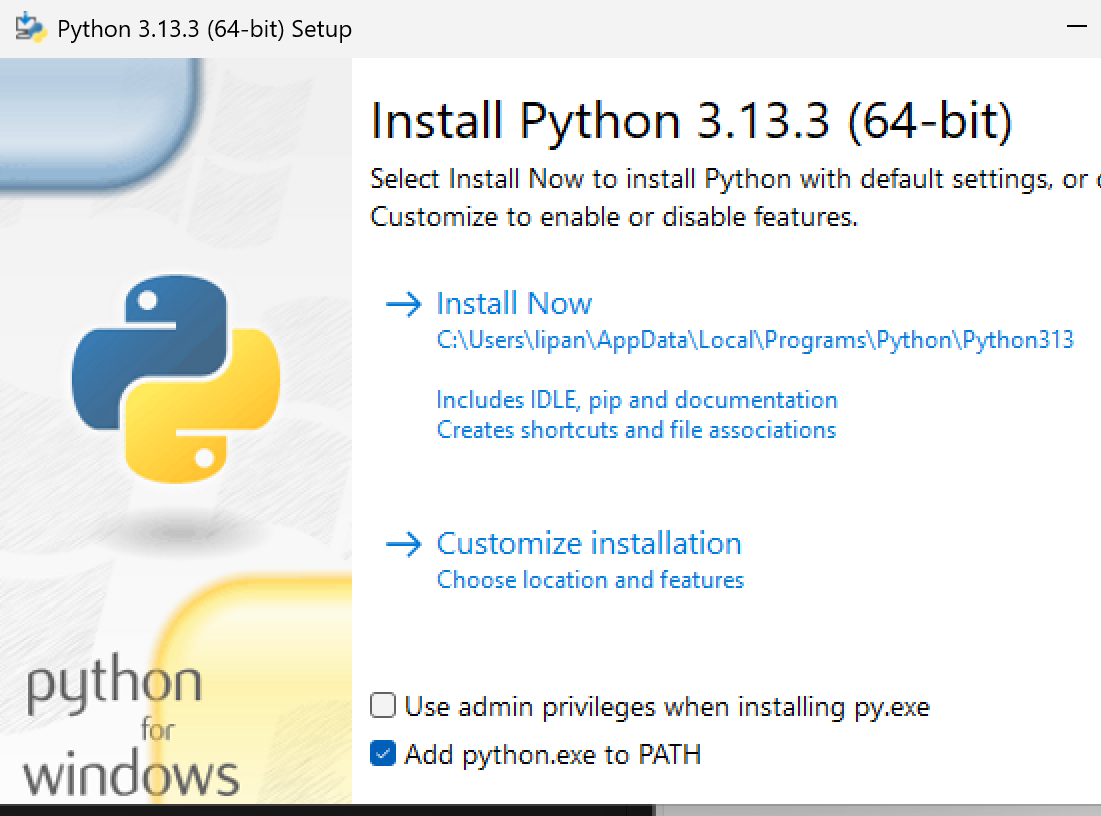 Python 3.13.3 (64-bit) Setup
Install Python 3.13.3 (64-bit)
Select Install Now to install Python with default settings, or
Customize to enable or disable features.
Install Now
C:\Users\lipan\AppData\Local\Programs\Python\Python313
Includes IDLE, pip and documentation
Creates shortcuts and file associations
Customize installation
Choose location and features
Use admin privileges when installing py.exe
Add python.exe to PATH
python
for
windows